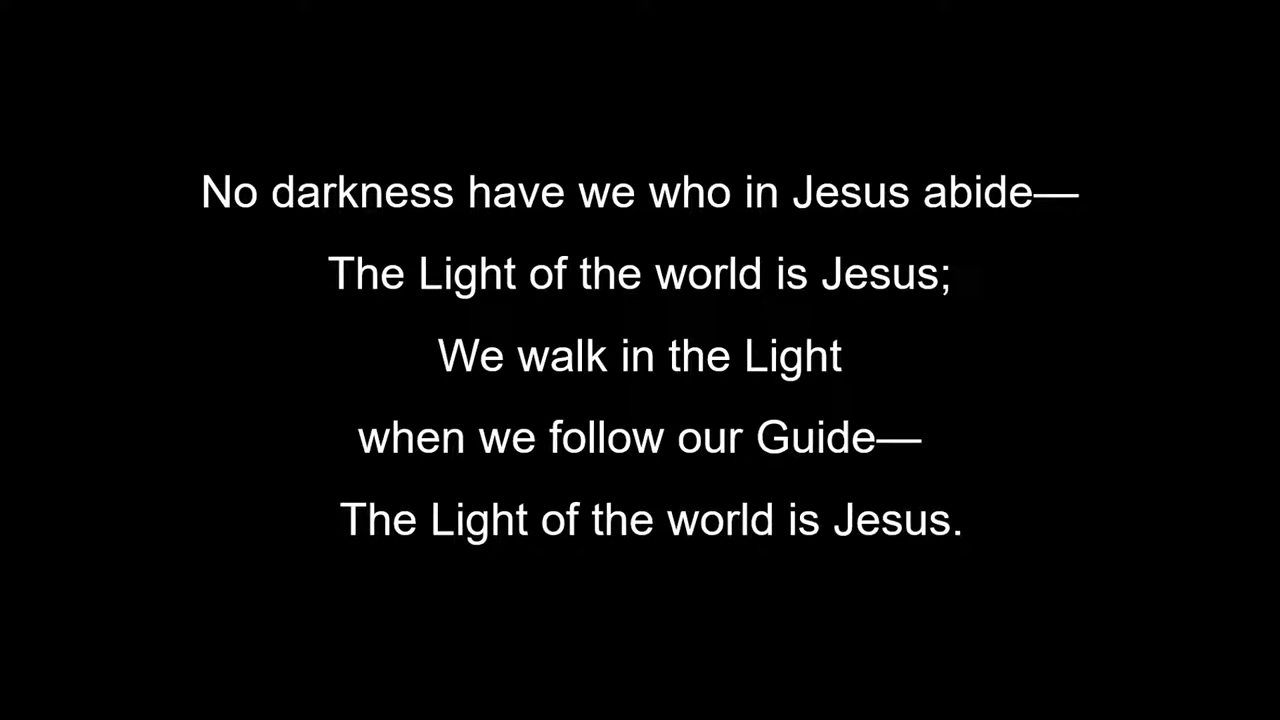 No darkness have we who in Jesus abide—
The Light of the world is Jesus;
We walk in the Light
when we follow our Guide—
The Light of the world is Jesus.